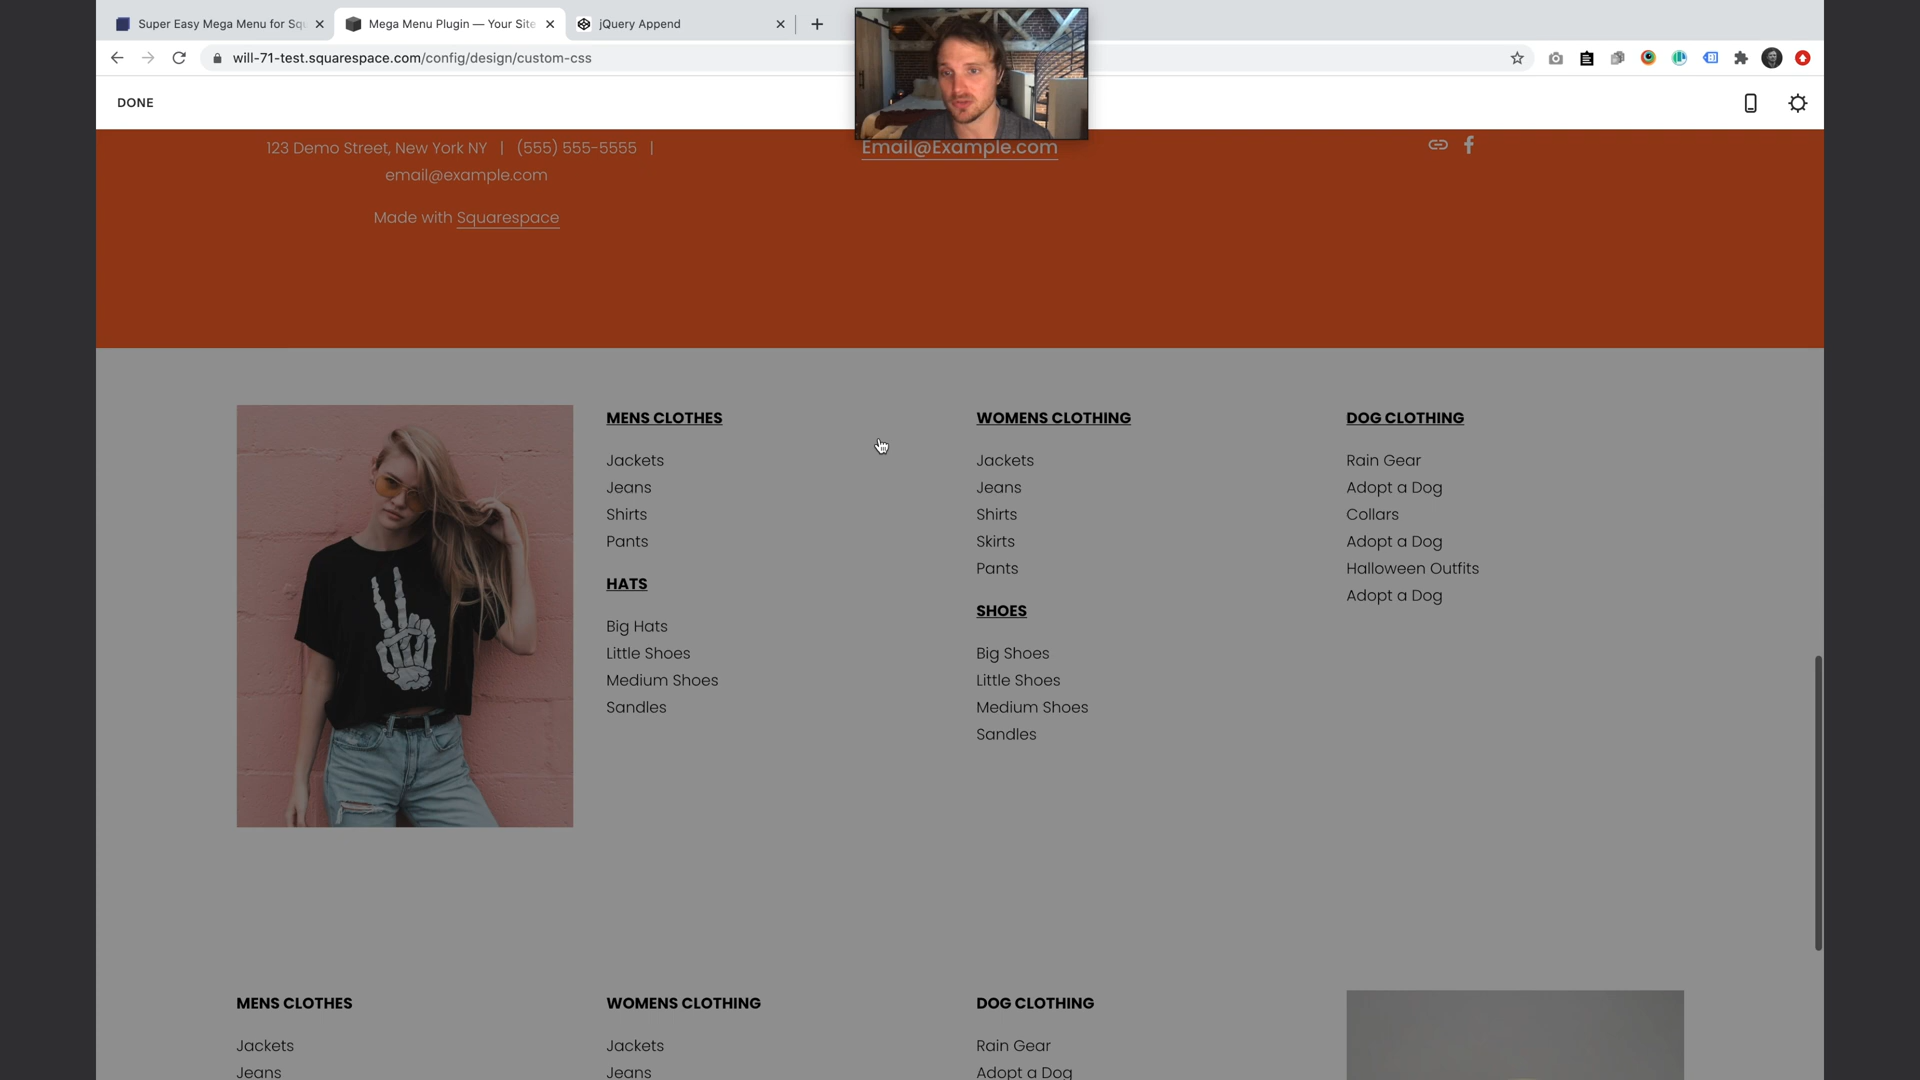 Super Easy Mega Menu for Squ
Mega Menu Plugin — Your Site
jQuery Append
will-71-test.squarespace.com/config/design/custom-css
DONE
123 Demo Street, New York NY | (555) 555-5555 |
email@example.com
Made with Squarespace
Email@Example.com
MENS CLOTHES
Jackets
Jeans
Shirts
Pants
HATS
Big Hats
Little Shoes
Medium Shoes
Sandles
WOMENS CLOTHING
Jackets
Jeans
Shirts
Skirts
Pants
SHOES
Big Shoes
Little Shoes
Medium Shoes
Sandles
DOG CLOTHING
Rain Gear
Adopt a Dog
Collars
Adopt a Dog
Halloween Outfits
Adopt a Dog
MENS CLOTHES
Jackets
Jeans
WOMENS CLOTHING
Jackets
Jeans
DOG CLOTHING
Rain Gear
Adopt a Dog